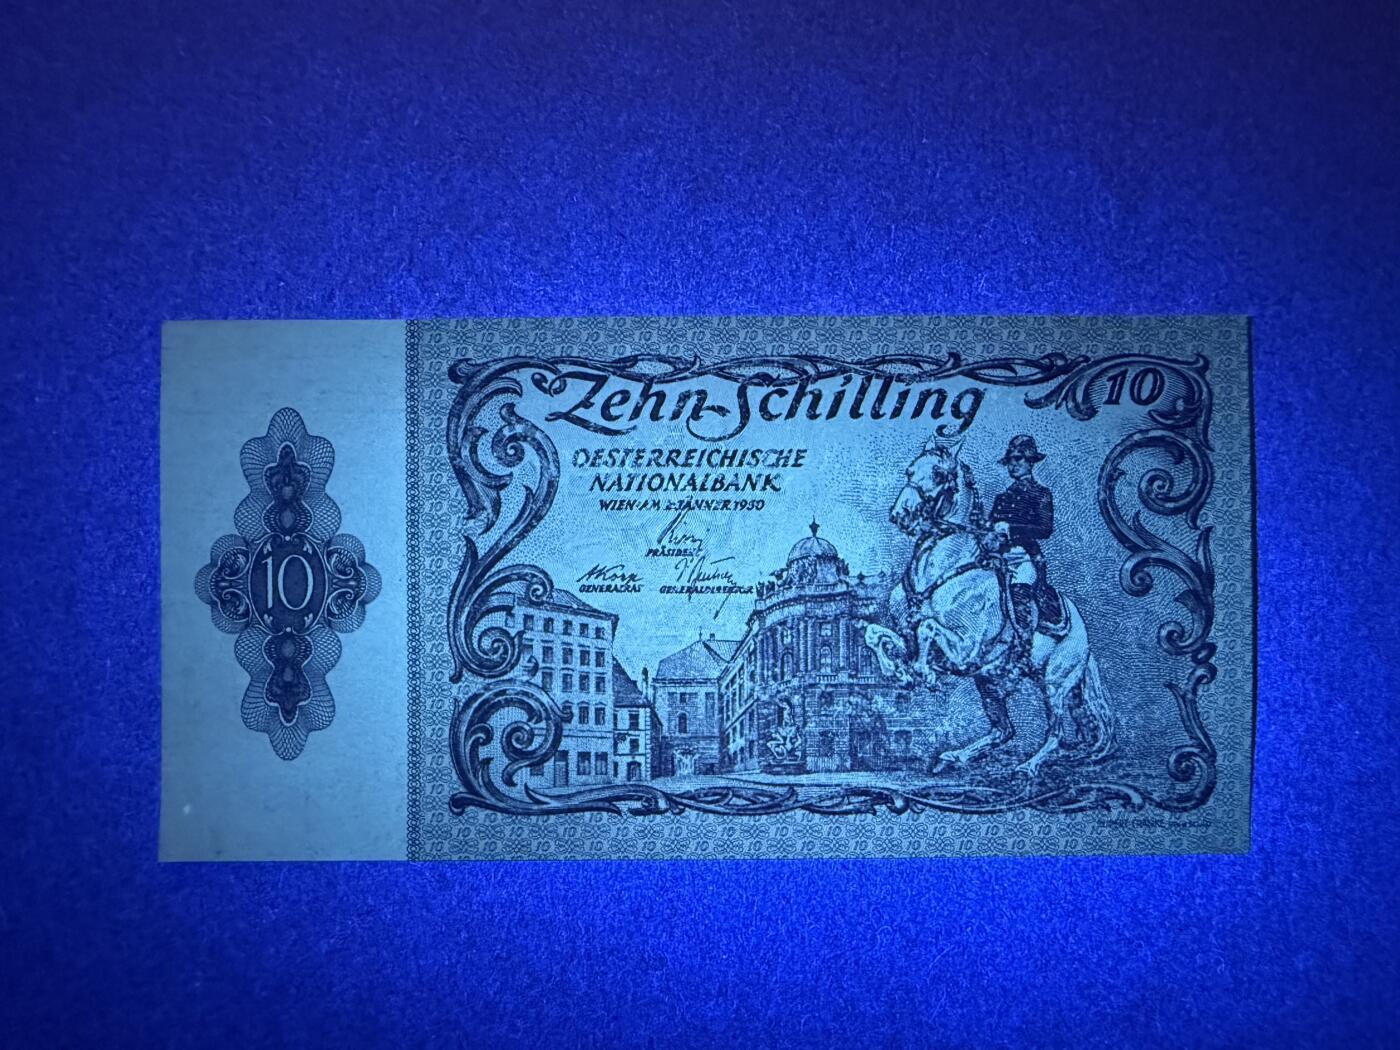 Zehn Schilling
10
OESTERREICHISCHE
NATIONALBANK
WIEN·AM 2.JÄNNER 1950
PRÄSIDENT
GENERALRAT GENERALDIREKTOR
10